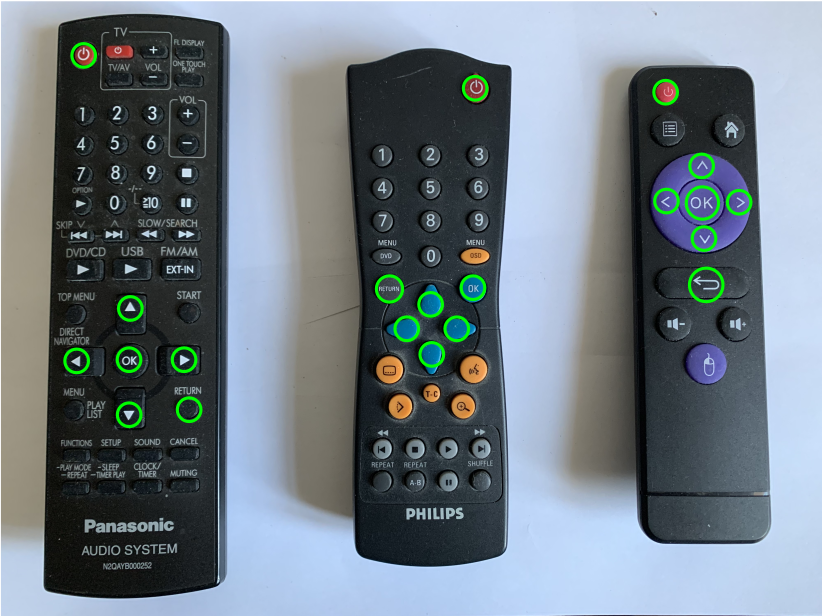 TV
FL DISPLAY
TV/AV VOL
ONE TOUCH
PLAY
VOL
1 2 3 +
4 5 6 −
7 8 9
OPTION
-/--
0 ≧10
SKIP SLOW/SEARCH
DVD/CD USB FM/AM
EXT-IN
TOP MENU START
DIRECT
NAVIGATOR
OK
MENU RETURN
PLAY
LIST
FUNCTIONS SETUP SOUND CANCEL
-PLAY MODE -SLEEP CLOCK/
—REPEAT —TIMER PLAY TIMER MUTING
Panasonic
AUDIO SYSTEM
N2QAYB000252
1 2 3
4 5 6
7 8 9
MENU MENU
DVD 0 OSD
RETURN OK
T-C
REPEAT REPEAT SHUFFLE
A-B
PHILIPS
OK